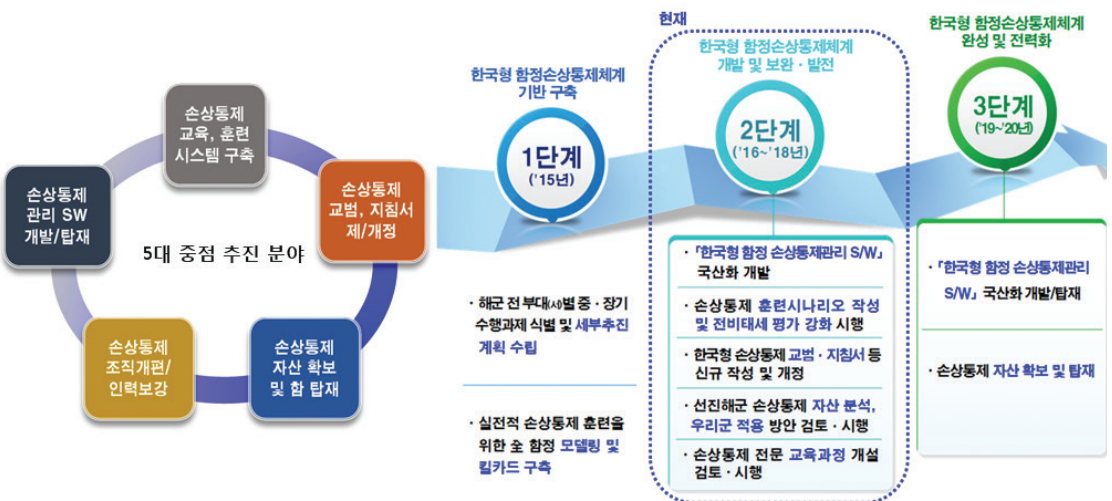 손상통제
교육, 훈련
시스템 구축
손상통제
교범, 지침서
제/개정
손상통제
자산 확보
및 함 탑재
손상통제
조직개편/
인력보강
손상통제
관리 SW
개발/탑재
5대 중점 추진 분야
한국형 함정손상통제체계
기반 구축
1단계
('15년)
· 해군 전 부대(서)별 중 · 장기
수행과제 식별 및 세부추진
계획 수립
· 실전적 손상통제 훈련을
위한 全 함정 모델링 및
킬카드 구축
현재
한국형 함정손상통제체계
개발 및 보완 · 발전
2단계
('16~'18년)
· 「한국형 함정 손상통제관리 S/W」
국산화 개발
· 손상통제 훈련시나리오 작성
및 전비태세 평가 강화 시행
· 한국형 손상통제 교범 · 지침서 등
신규 작성 및 개정
· 선진해군 손상통제 자산 분석,
우리군 적용 방안 검토 · 시행
· 손상통제 전문 교육과정 개설
검토 · 시행
한국형 함정손상통제체계
완성 및 전력화
3단계
('19~'20년)
· 「한국형 함정 손상통제관리
S/W」 국산화 개발/탑재
· 손상통제 자산 확보 및 탑재